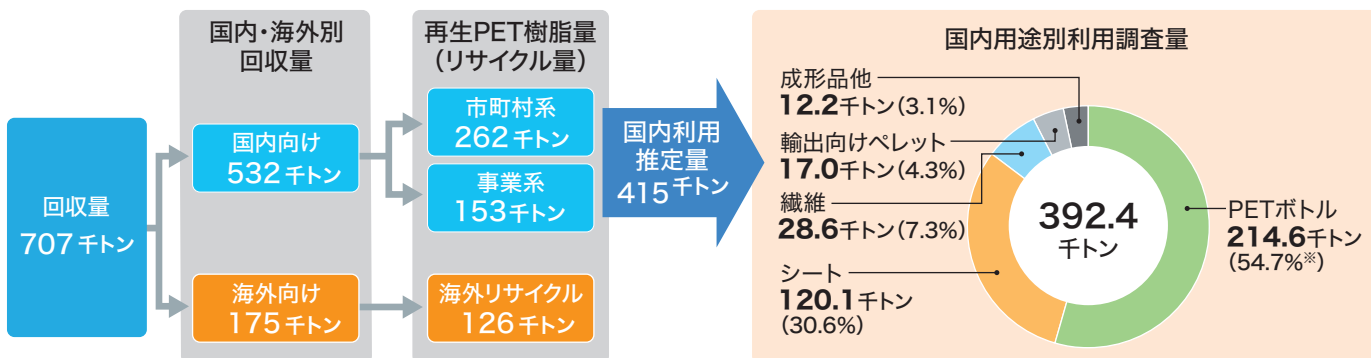 回収量
707千トン
国内・海外別
回収量
国内向け
532千トン
海外向け
175千トン
再生PET樹脂量
（リサイクル量）
市町村系
262千トン
事業系
153千トン
海外リサイクル
126千トン
国内利用
推定量
415千トン
国内用途別利用調査量
成形品他
12.2千トン(3.1%)
輸出向けペレット
17.0千トン(4.3%)
繊維
28.6千トン(7.3%)
シート
120.1千トン
(30.6%)
392.4
千トン
PETボトル
214.6千トン
(54.7%※)